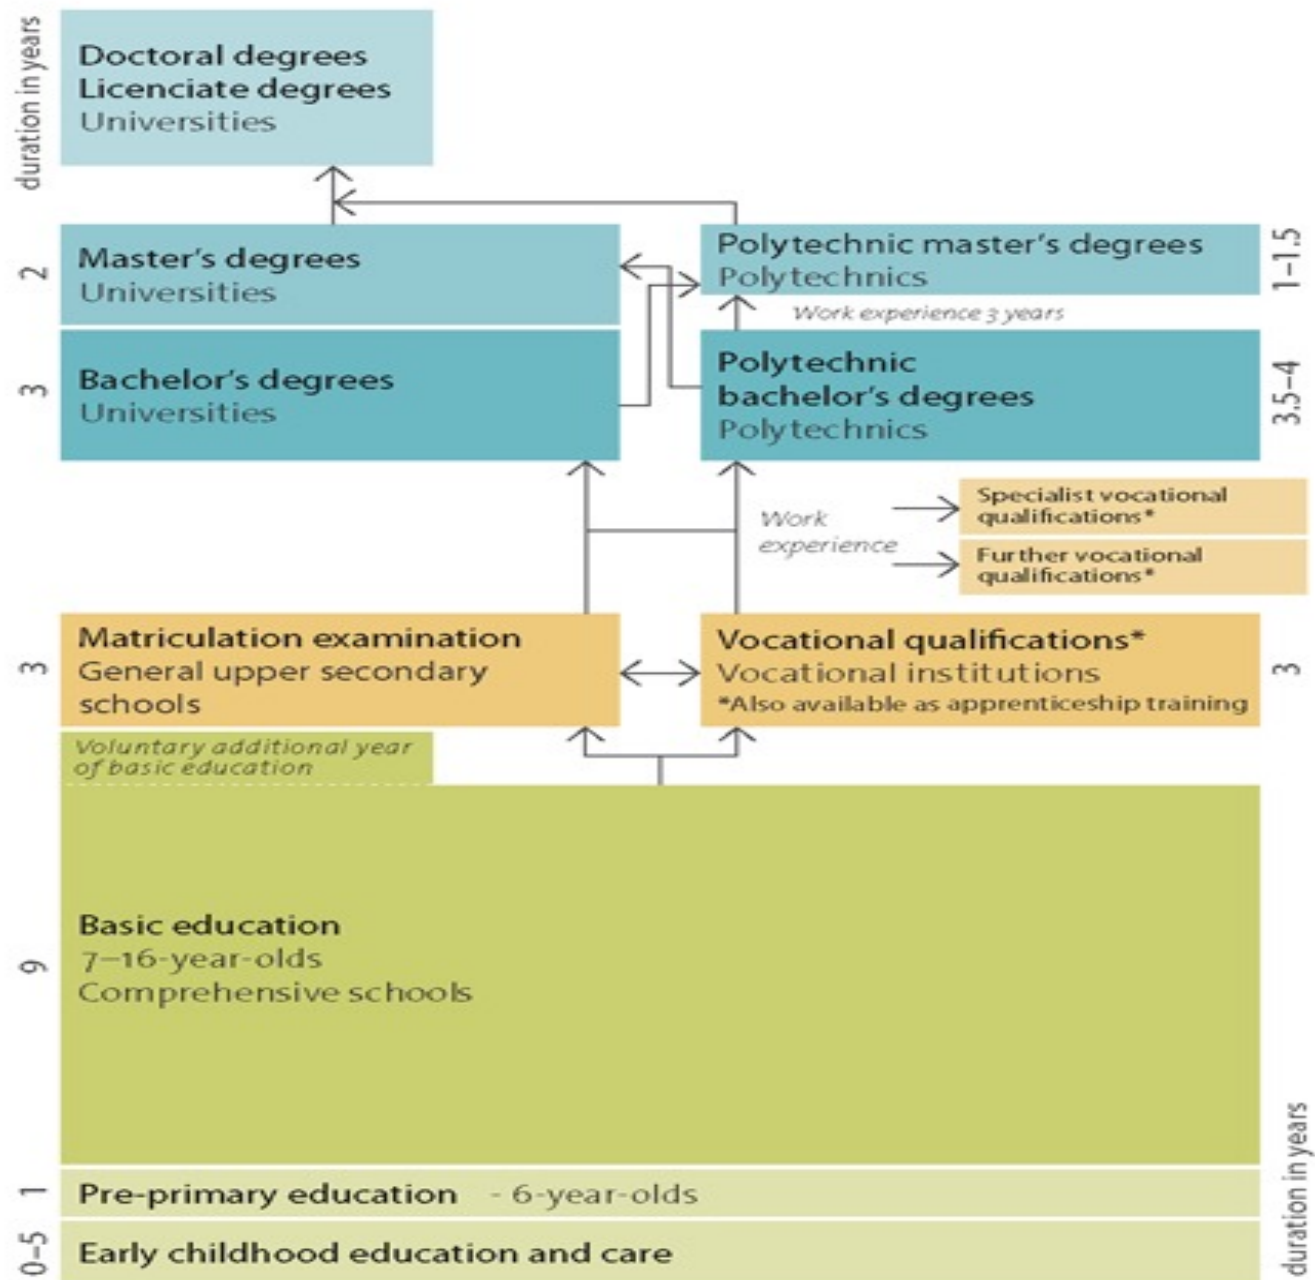 duration in years
Doctoral degrees
Licenciate degrees
Universities
2
Master's degrees
Universities
Polytechnic master's degrees
Polytechnics
1–1.5
Work experience 3 years
3
Bachelor's degrees
Universities
Polytechnic
bachelor's degrees
Polytechnics
3.5–4
Work
experience
Specialist vocational
qualifications*
Further vocational
qualifications*
3
Matriculation examination
General upper secondary
schools
Vocational qualifications*
Vocational institutions
*Also available as apprenticeship training
3
Voluntary additional year
of basic education
9
Basic education
7–16-year-olds
Comprehensive schools
1
Pre-primary education - 6-year-olds
0–5
Early childhood education and care
duration in years